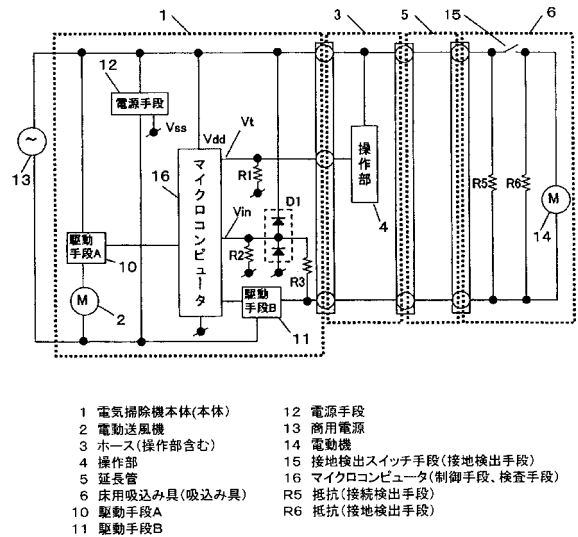 1
3
5
15
6
12
電源手段
Vss
Vdd
Vt
操作部
13
16
マイクロコンピュータ
R1
D1
4
R5
R6
M
14
Vin
駆動手段A
10
R2
R3
M
2
駆動手段B
11
1 電気掃除機本体(本体)
2 電動送風機
3 ホース(操作部含む)
4 操作部
5 延長管
6 床用吸込み具(吸込み具)
10 駆動手段A
11 駆動手段B
12 電源手段
13 商用電源
14 電動機
15 接地検出スイッチ手段(接地検出手段)
16 マイクロコンピュータ(制御手段、検査手段)
R5 抵抗(接続検出手段)
R6 抵抗(接地検出手段)